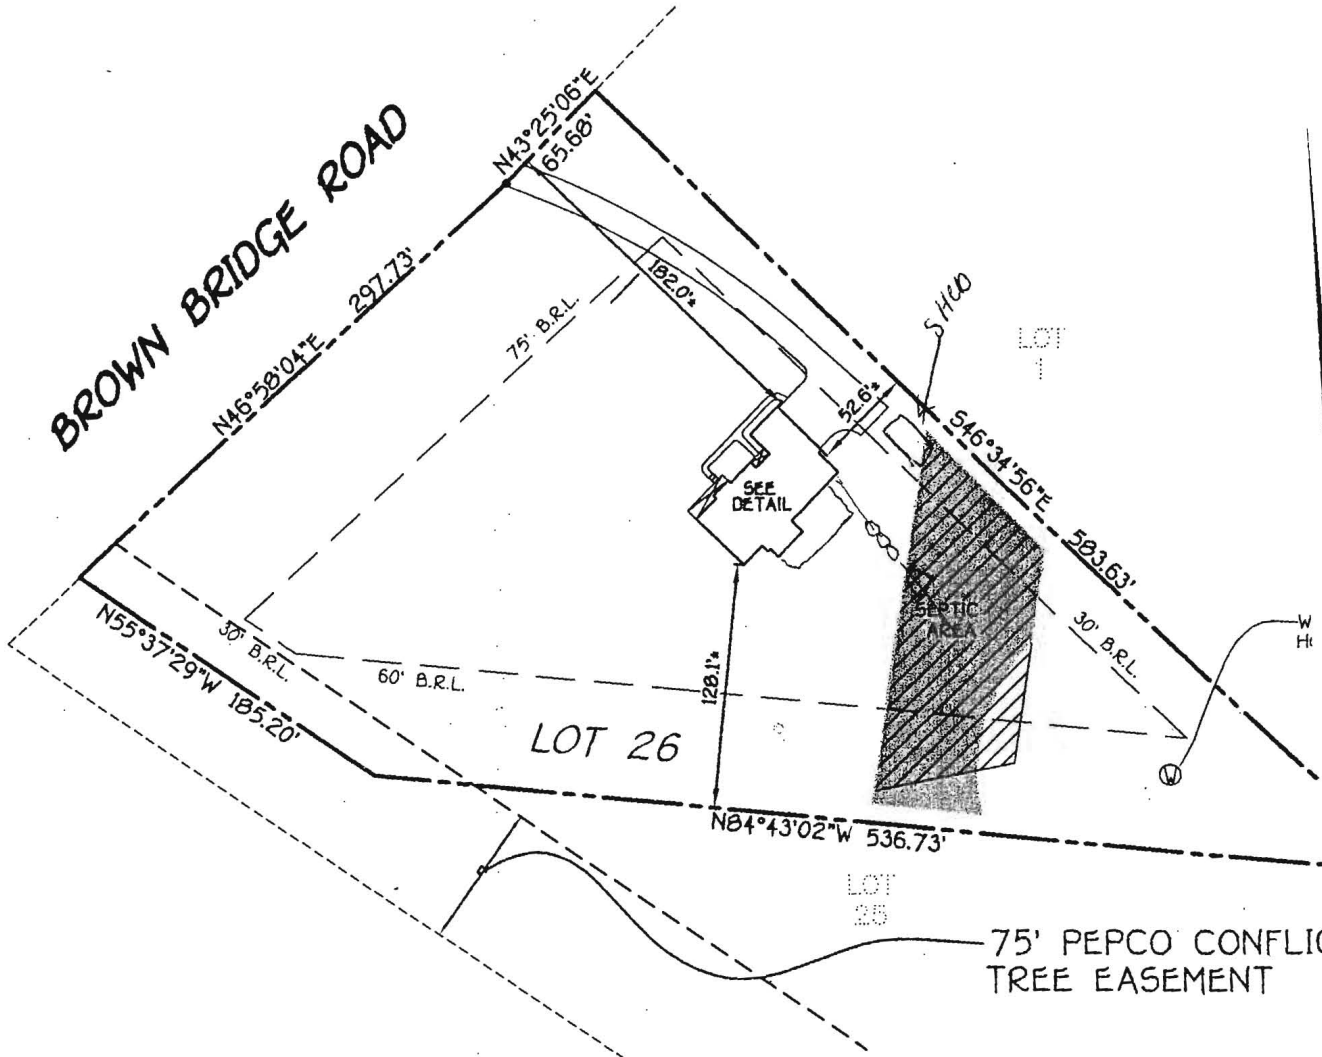 BROWN BRIDGE ROAD
N43°25'06"E
65.68'
N46°58'04"E 297.73'
182.0'±
75' B.R.L.
SHED
LOT
1
52.6'±
S46°34'56"E 583.63'
SEE
DETAIL
SEPTIC
AREA
30' B.R.L.
W
N55°37'29"W 185.20'
30' B.R.L.
60' B.R.L.
128.1'±
LOT 26
W
N84°43'02"W 536.73'
LOT
25
75' PEPCO CONFLIC
TREE EASEMENT